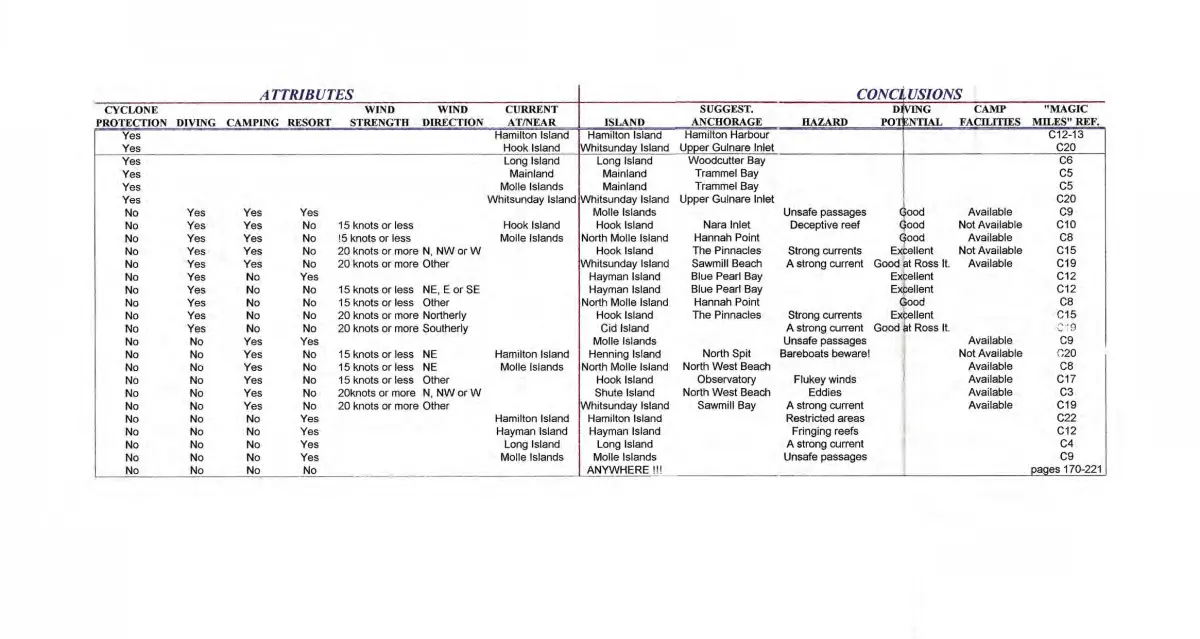 ATTRIBUTES CONCLUSIONS
CYCLONE WIND WIND CURRENT SUGGEST. DIVING CAMP "MAGIC
PROTECTION DIVING CAMPING RESORT STRENGTH DIRECTION AT/NEAR ISLAND ANCHORAGE HAZARD POTENTIAL FACILITIES MILES" REF.
Yes Hamilton Island Hamilton Island Hamilton Harbour C12-13
Yes Hook Island Whitsunday Island Upper Gulnare Inlet C20
Yes Long Island Long Island Woodcutter Bay C6
Yes Mainland Mainland Trammel Bay C5
Yes Molle Islands Mainland Trammel Bay C5
Yes Whitsunday Island Whitsunday Island Upper Gulnare Inlet C20
No Yes Yes Yes Molle Islands Unsafe passages Good Available C9
No Yes Yes No 15 knots or less Hook Island Hook Island Nara Inlet Deceptive reef Good Not Available C10
No Yes Yes No !5 knots or less Molle Islands North Molle Island Hannah Point Good Available C8
No Yes Yes No 20 knots or more N, NW or W Hook Island The Pinnacles Strong currents Excellent Not Available C15
No Yes Yes No 20 knots or more Other Whitsunday Island Sawmill Beach A strong current Good at Ross It. Available C19
No Yes No Yes Hayman Island Blue Pearl Bay Excellent C12
No Yes No No 15 knots or less NE, E or SE Hayman Island Blue Pearl Bay Excellent C12
No Yes No No 15 knots or less Other North Molle Island Hannah Point Good C8
No Yes No No 20 knots or more Northerly Hook Island The Pinnacles Strong currents Excellent C15
No Yes No No 20 knots or more Southerly Cid Island A strong current Good at Ross It. C19
No No Yes Yes Molle Islands Unsafe passages Available C9
No No Yes No 15 knots or less NE Hamilton Island Henning Island North Spit Bareboats beware! Not Available C20
No No Yes No 15 knots or less NE Molle Islands North Molle Island North West Beach Available C8
No No Yes No 15 knots or less Other Hook Island Observatory Flukey winds Available C17
No No Yes No 20knots or more N, NW or W Shute Island North West Beach Eddies Available C3
No No Yes No 20 knots or more Other Whitsunday Island Sawmill Bay A strong current Available C19
No No No Yes Hamilton Island Hamilton Island Restricted areas C22
No No No Yes Hayman Island Hayman Island Fringing reefs C12
No No No Yes Long Island Long Island A strong current C4
No No No Yes Molle Islands Molle Islands Unsafe passages C9
No No No No ANYWHERE !!! pages 170-221